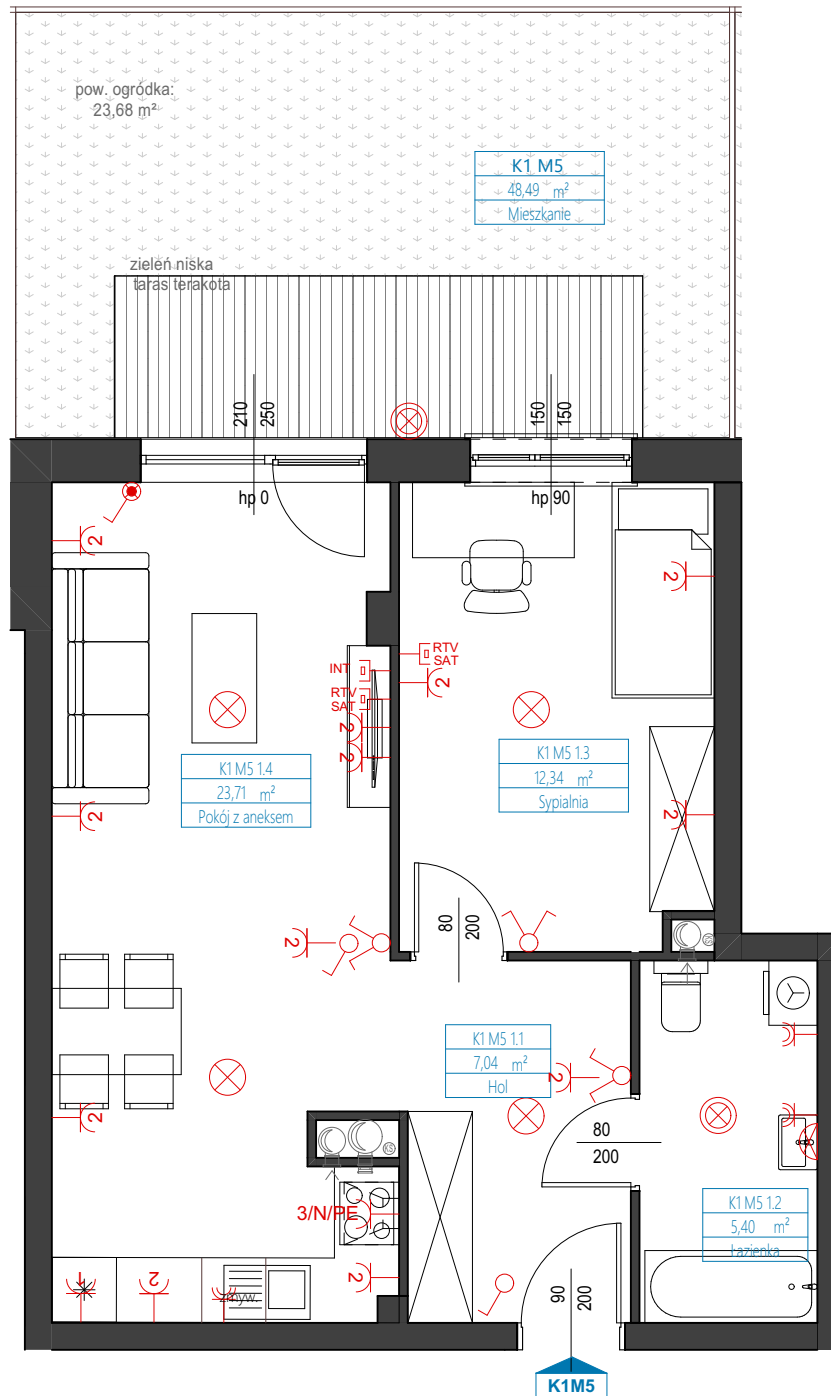 pow. ogródka:
23,68 m²
K1 M5
48,49 m²
Mieszkanie
zieleń niska
taras terakota
210
250
150
150
hp 0
hp 90
2
2
RTV
SAT
INT
2
RTV
SAT
2
2
K1 M5 1.4
23,71 m²
Pokój z aneksem
K1 M5 1.3
12,34 m²
Sypialnia
2
2
80
200
2
K1 M5 1.1
7,04 m²
Hol
2
2
80
200
KS
KS
3/N/PE
K1 M5 1.2
5,40 m²
Łazienka
1
2
2
zmyw.
90
200
K1M5